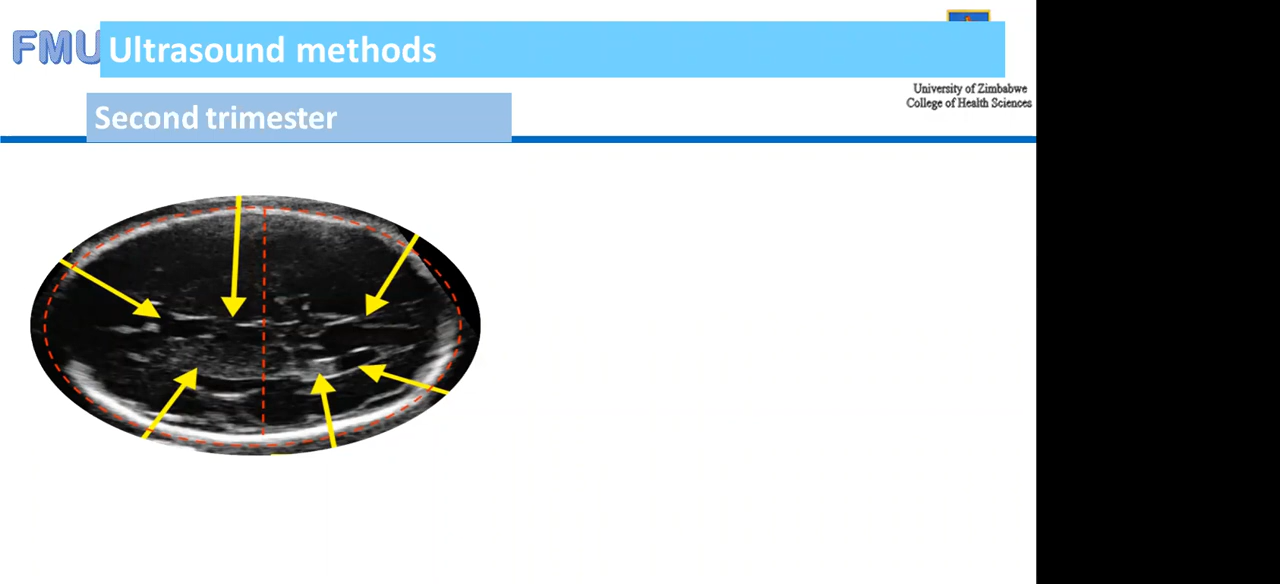 FMU
Ultrasound methods
University of Zimbabwe
College of Health Sciences
Second trimester